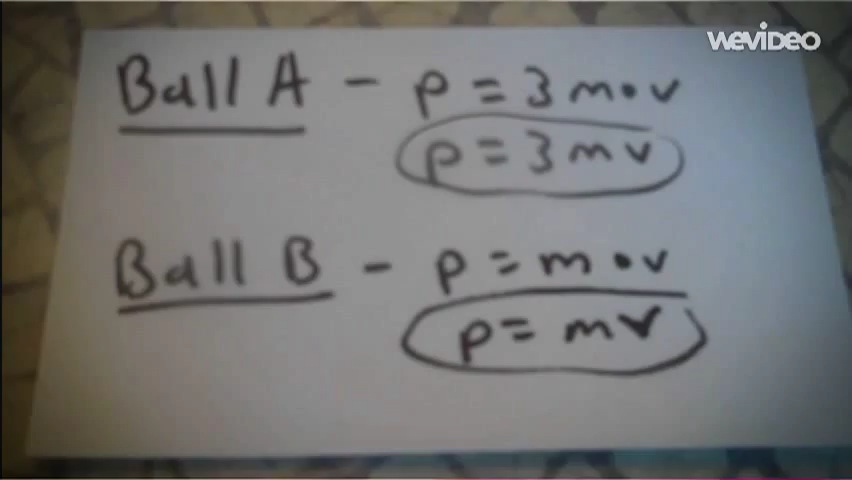 WEVIDEO
Ball A - p = 3m•v
p = 3mv
Ball B - p = m•v
p = mv